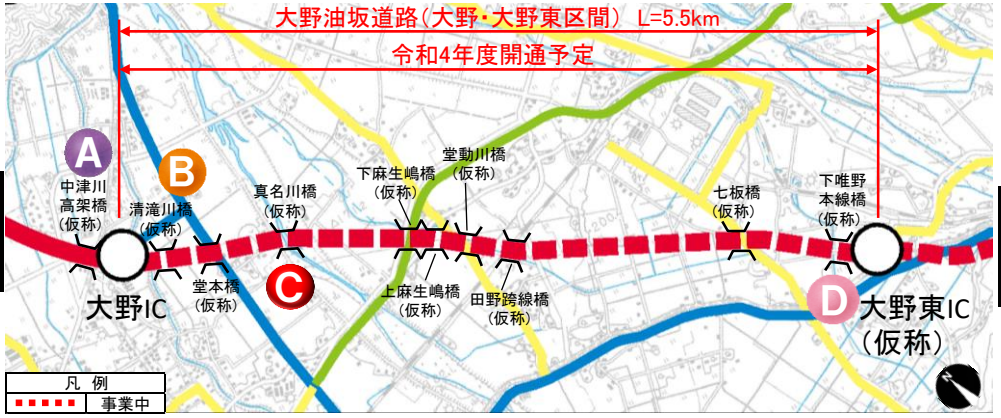 大野油坂道路(大野・大野東区間) L=5.5km
令和4年度開通予定
A
中津川
高架橋
(仮称)
B
清滝川橋
(仮称)
真名川橋
(仮称)
下麻生嶋橋
(仮称)
堂動川橋
(仮称)
七板橋
(仮称)
下唯野
本線橋
(仮称)
大野IC
堂本橋
(仮称)
C
上麻生嶋橋
(仮称)
田野跨線橋
(仮称)
D
大野東IC
(仮称)
凡 例
事業中
N